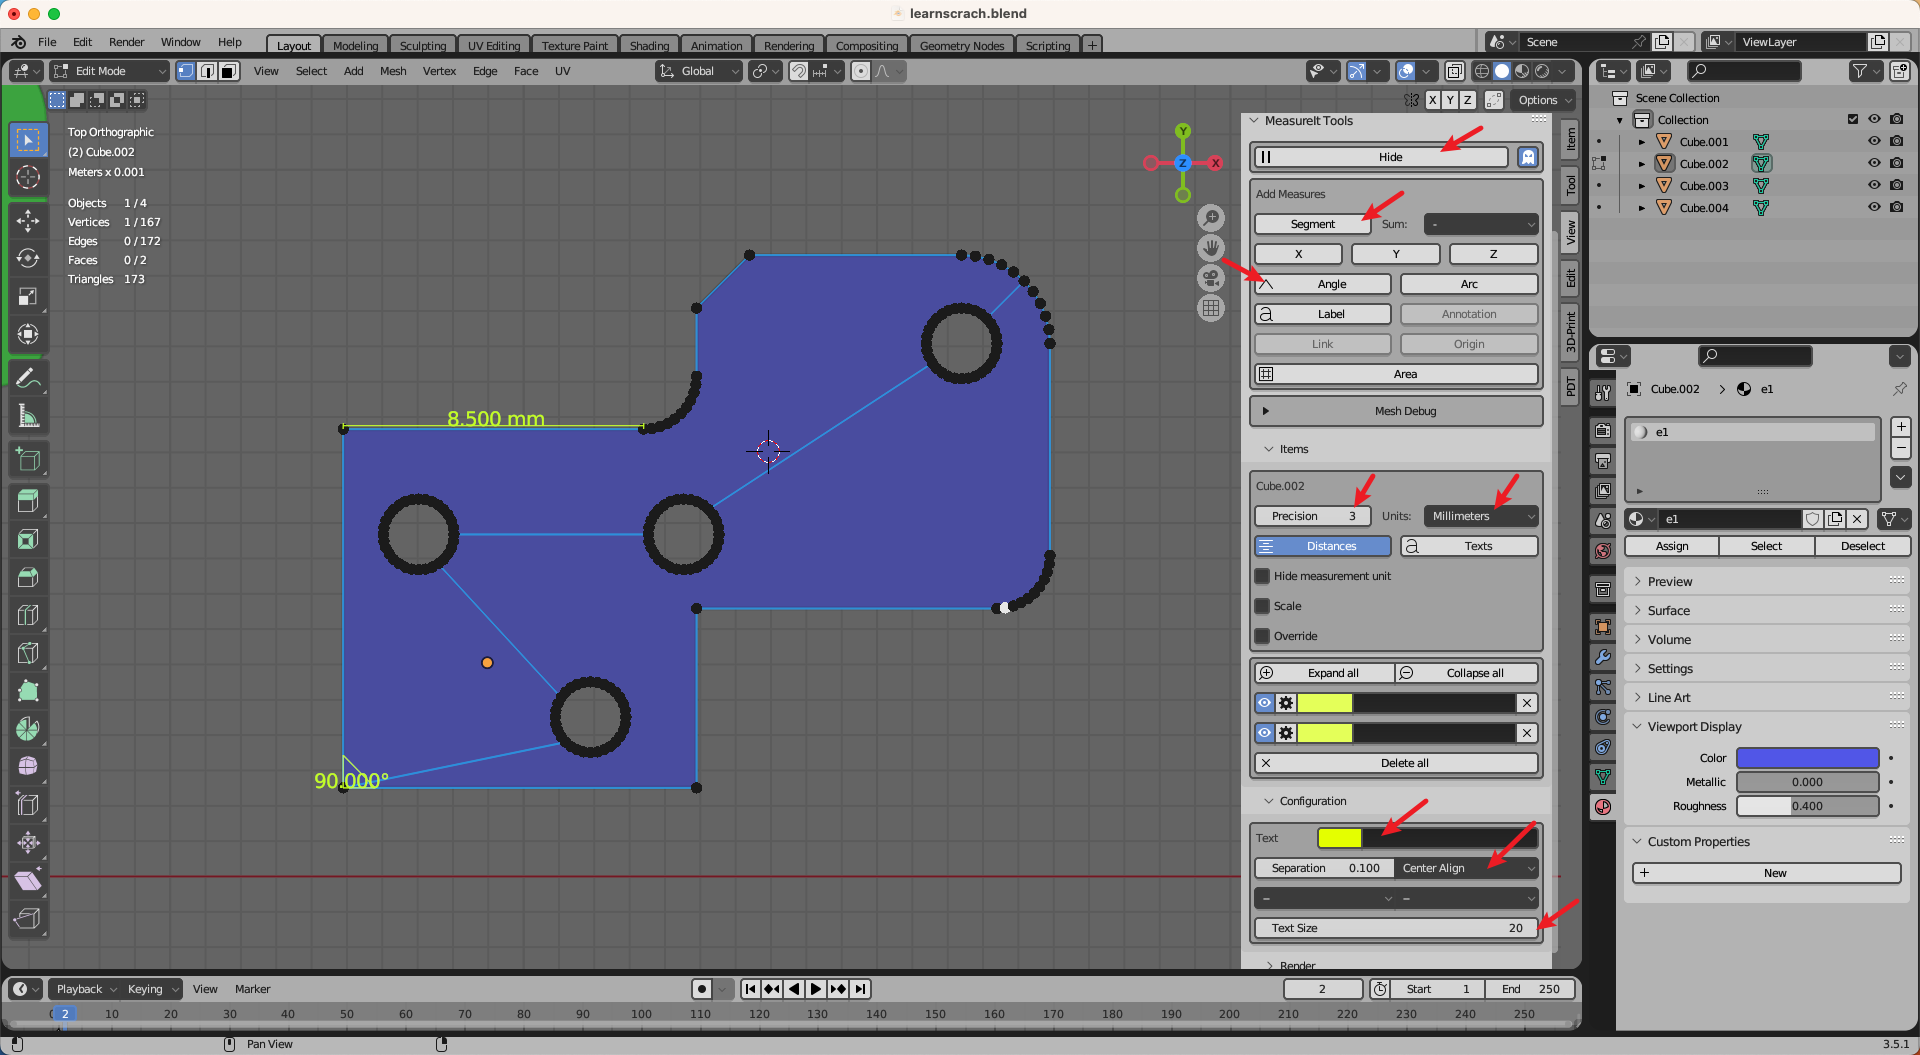 learnscrach.blend
File Edit Render Window Help Layout Modeling Sculpting UV Editing Texture Paint Shading Animation Rendering Compositing Geometry Nodes Scripting + Scene ViewLayer
Edit Mode View Select Add Mesh Vertex Edge Face UV Global
X Y Z Options
Top Orthographic
(2) Cube.002
Meters x 0.001
Objects 1/4
Vertices 1/167
Edges 0/172
Faces 0/2
Triangles 173
8.500 mm
90.000°
Y
Z
X
MeasureIt Tools
Hide
Add Measures
Segment Sum: -
X Y Z
Angle Arc
a Label Annotation
Link Origin
Area
Mesh Debug
Items
Cube.002
Precision 3 Units: Millimeters
Distances a Texts
Hide measurement unit
Scale
Override
Expand all Collapse all
Delete all
Configuration
Text
Separation 0.100 Center Align
– –
Text Size 20
Render
Item
Tool
View
Edit
3D-Print
PDT
Scene Collection
Collection
Cube.001
Cube.002
Cube.003
Cube.004
Cube.002 > e1
e1
e1
Assign Select Deselect
Preview
Surface
Volume
Settings
Line Art
Viewport Display
Color
Metallic 0.000
Roughness 0.400
Custom Properties
+ New
Playback Keying View Marker 2 Start 1 End 250
2 10 20 30 40 50 60 70 80 90 100 110 120 130 140 150 160 170 180 190 200 210 220 230 240 250
Pan View 3.5.1